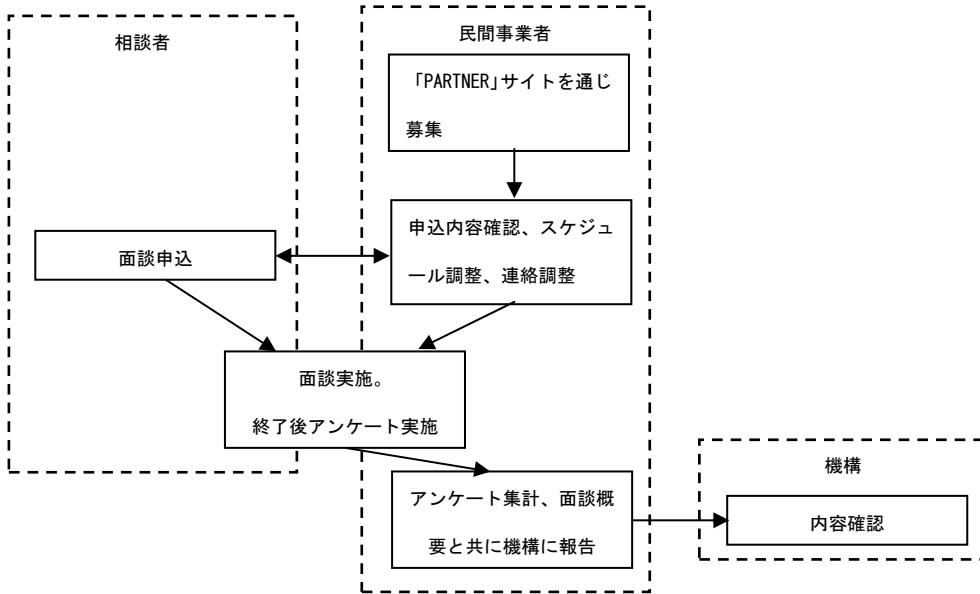 相談者
民間事業者
「PARTNER」サイトを通じ
募集
面談申込
申込内容確認、スケジュ
ール調整、連絡調整
面談実施。
終了後アンケート実施
アンケート集計、面談概
要と共に機構に報告
機構
内容確認